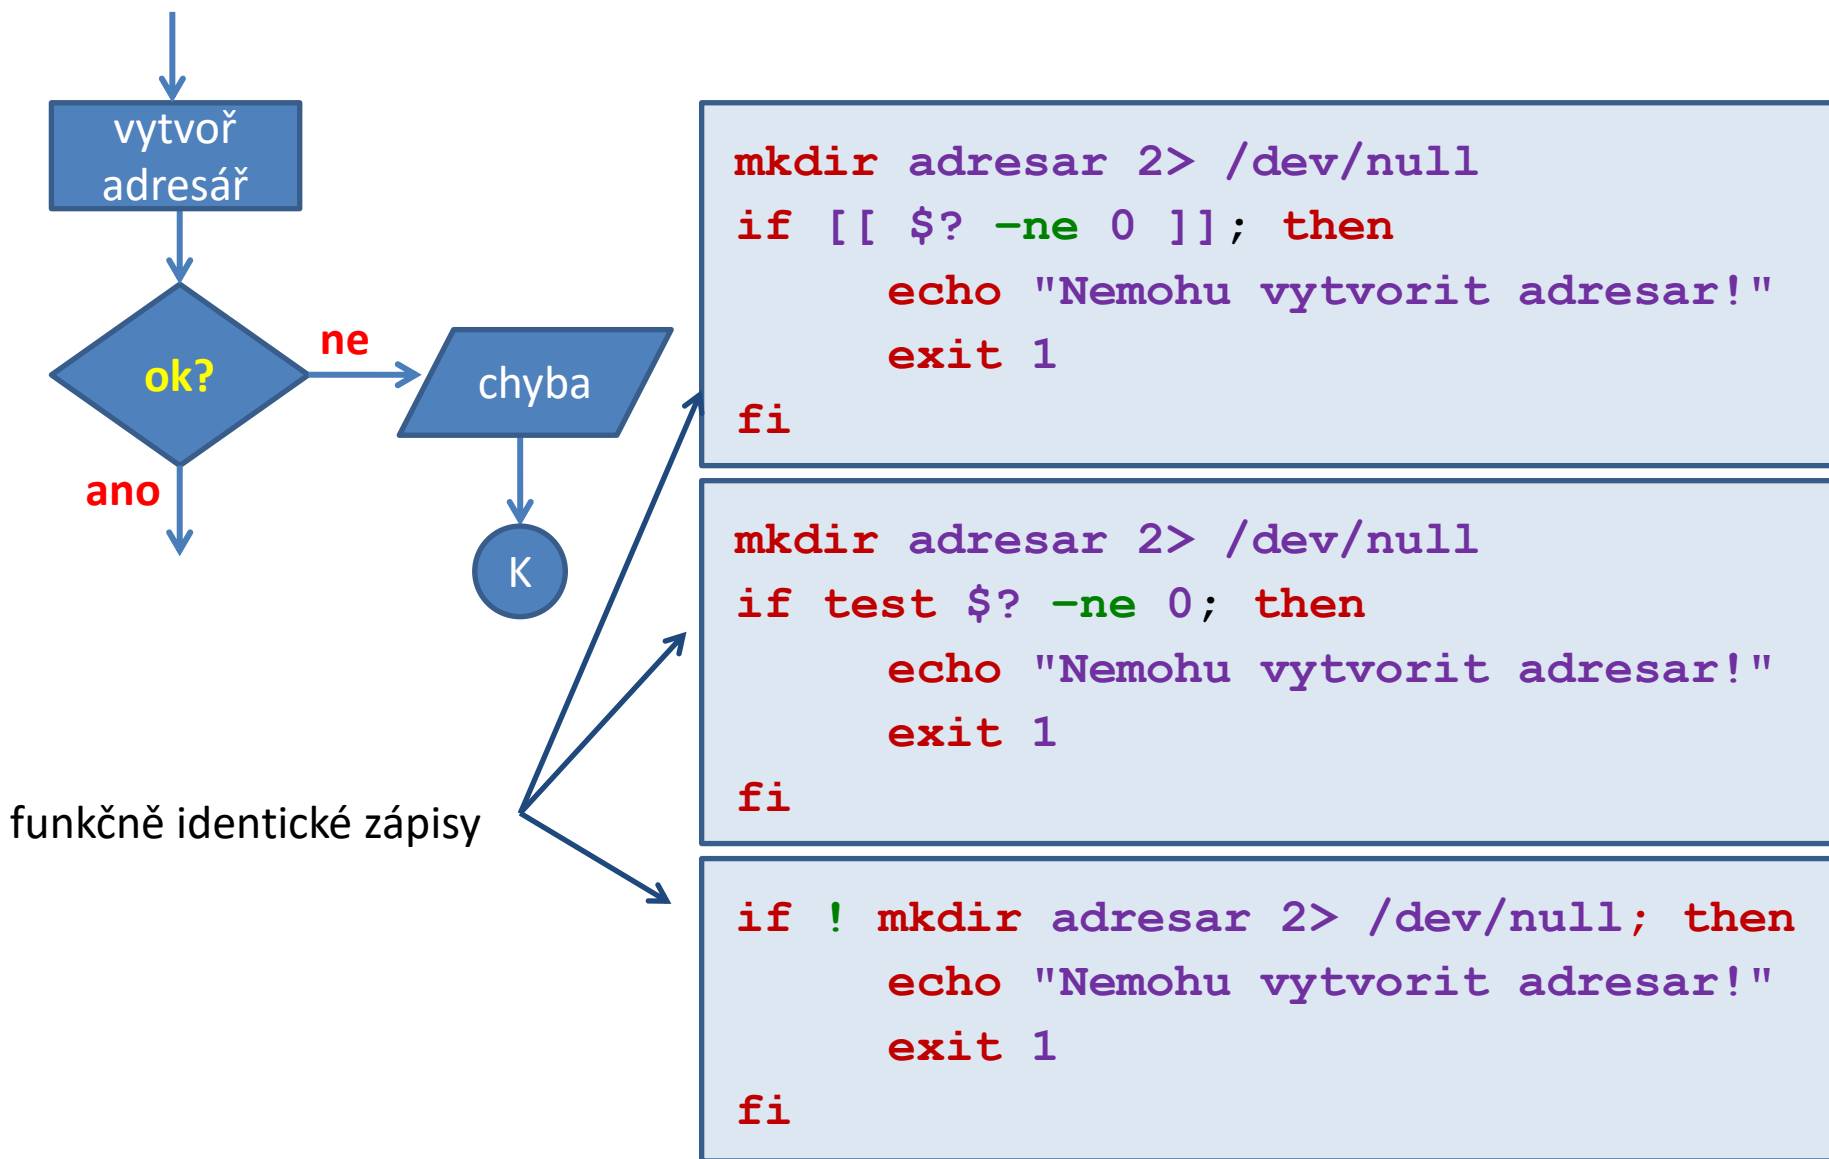 vytvoř
adresář
ok?
ne
chyba
ano
K
funkčně identické zápisy
mkdir adresar 2> /dev/null
if [[ $? –ne 0 ]]; then
echo "Nemohu vytvorit adresar!"
exit 1
fi
mkdir adresar 2> /dev/null
if test $? –ne 0; then
echo "Nemohu vytvorit adresar!"
exit 1
fi
if ! mkdir adresar 2> /dev/null; then
echo "Nemohu vytvorit adresar!"
exit 1
fi